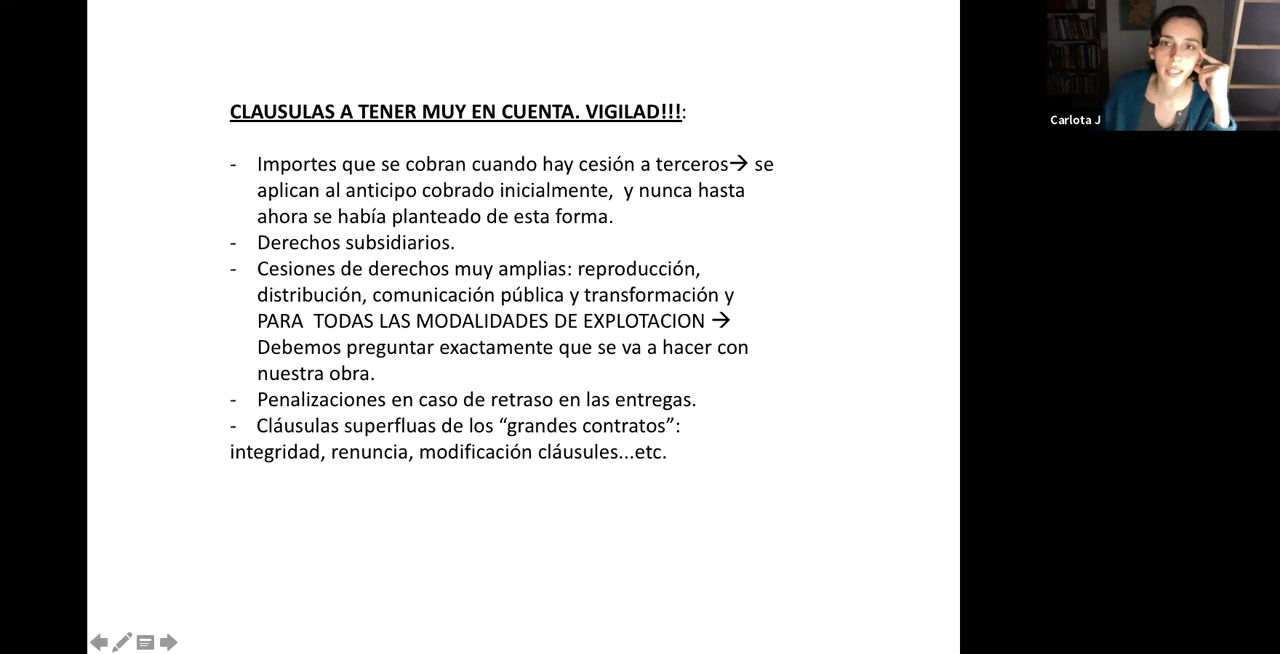 CLAUSULAS A TENER MUY EN CUENTA. VIGILAD!!!:
- Importes que se cobran cuando hay cesión a terceros→ se
aplican al anticipo cobrado inicialmente,  y nunca hasta
ahora se había planteado de esta forma.
- Derechos subsidiarios.
- Cesiones de derechos muy amplias: reproducción,
distribución, comunicación pública y transformación y
PARA  TODAS LAS MODALIDADES DE EXPLOTACION →
Debemos preguntar exactamente que se va a hacer con
nuestra obra.
- Penalizaciones en caso de retraso en las entregas.
- Cláusulas superfluas de los “grandes contratos”:
integridad, renuncia, modificación cláusules...etc.
Carlota J